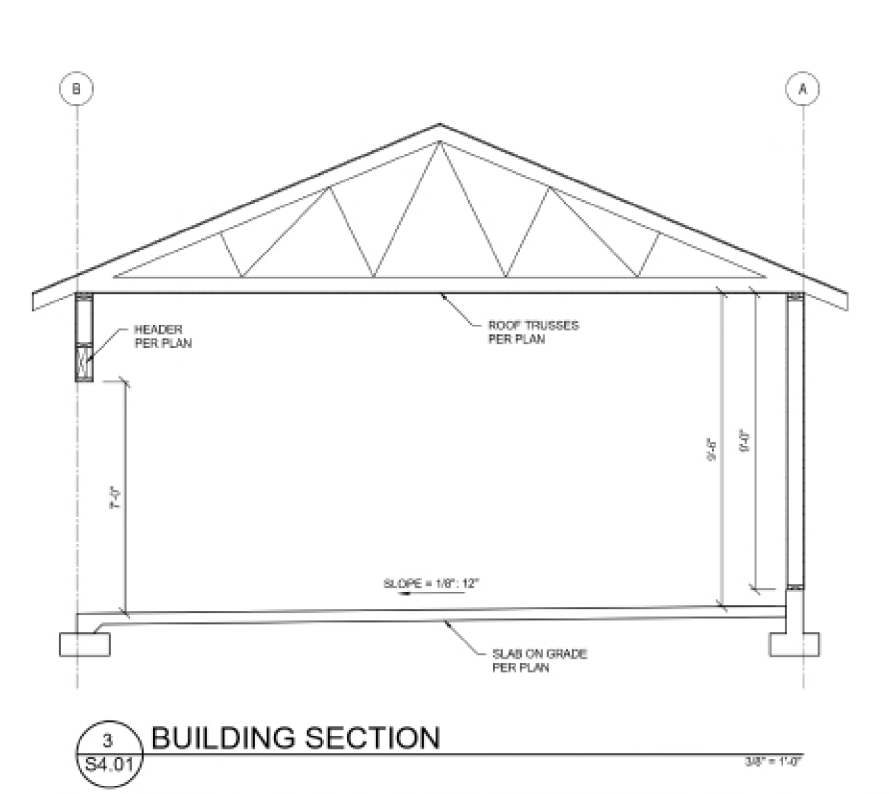 B
A
HEADER
PER PLAN
ROOF TRUSSES
PER PLAN
9'-6"
9'-0"
7'-0"
SLOPE = 1/8": 12"
SLAB ON GRADE
PER PLAN
3
BUILDING SECTION
S4.01
3/8" = 1'-0"